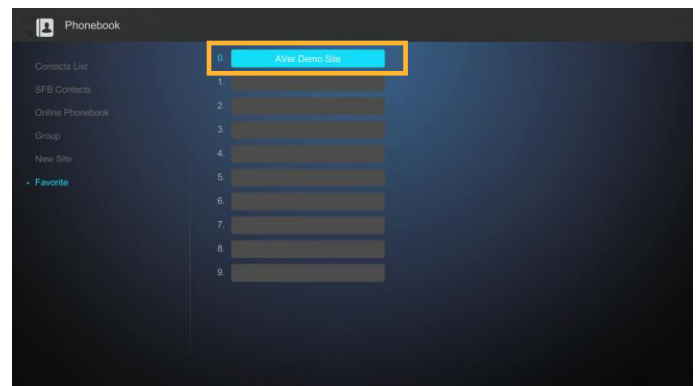 Phonebook
Contacts List
SFB Contacts
Online Phonebook
Group
New Site
Favorite
0. AVer Demo Site
1.
2.
3.
4.
5.
6.
7.
8.
9.